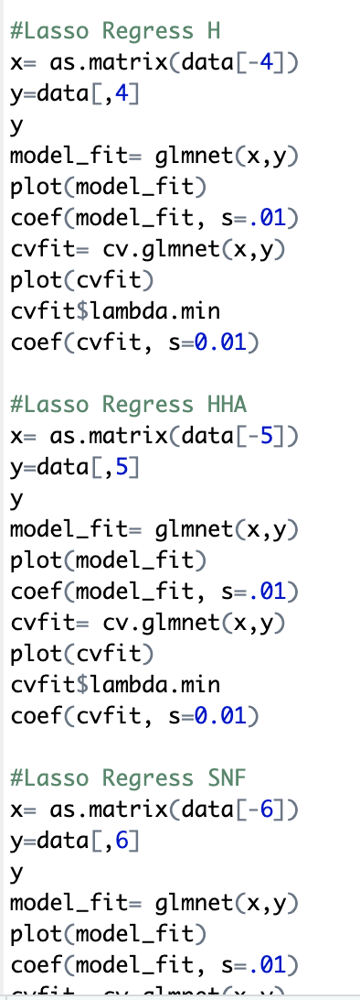 #Lasso Regress H
x= as.matrix(data[-4])
y=data[,4]
y
model_fit= glmnet(x,y)
plot(model_fit)
coef(model_fit, s=.01)
cvfit= cv.glmnet(x,y)
plot(cvfit)
cvfit$lambda.min
coef(cvfit, s=0.01)
#Lasso Regress HHA
x= as.matrix(data[-5])
y=data[,5]
y
model_fit= glmnet(x,y)
plot(model_fit)
coef(model_fit, s=.01)
cvfit= cv.glmnet(x,y)
plot(cvfit)
cvfit$lambda.min
coef(cvfit, s=0.01)
#Lasso Regress SNF
x= as.matrix(data[-6])
y=data[,6]
y
model_fit= glmnet(x,y)
plot(model_fit)
coef(model_fit, s=.01)
cvfit= cv.glmnet(x,y)